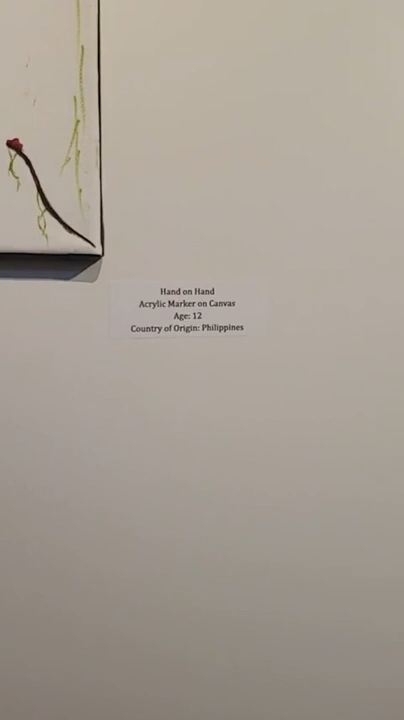 Hand on Hand
Acrylic Marker on Canvas
Age: 12
Country of Origin: Philippines